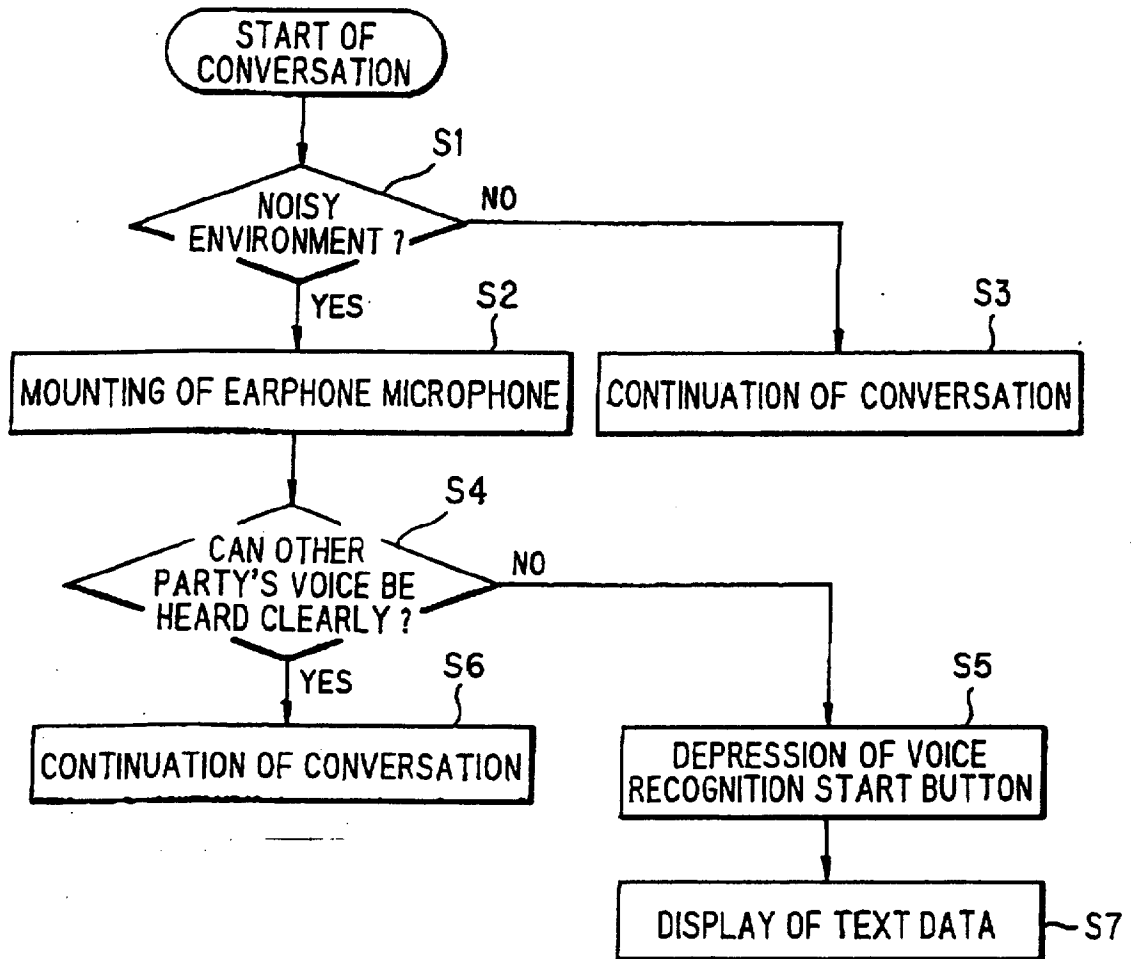 START OF
CONVERSATION
S1
NOISY
ENVIRONMENT ?
NO
YES
S2
S3
MOUNTING OF EARPHONE MICROPHONE
CONTINUATION OF CONVERSATION
S4
CAN OTHER
PARTY'S VOICE BE
HEARD CLEARLY ?
NO
YES
S6
S5
CONTINUATION OF CONVERSATION
DEPRESSION OF VOICE
RECOGNITION START BUTTON
DISPLAY OF TEXT DATA
S7